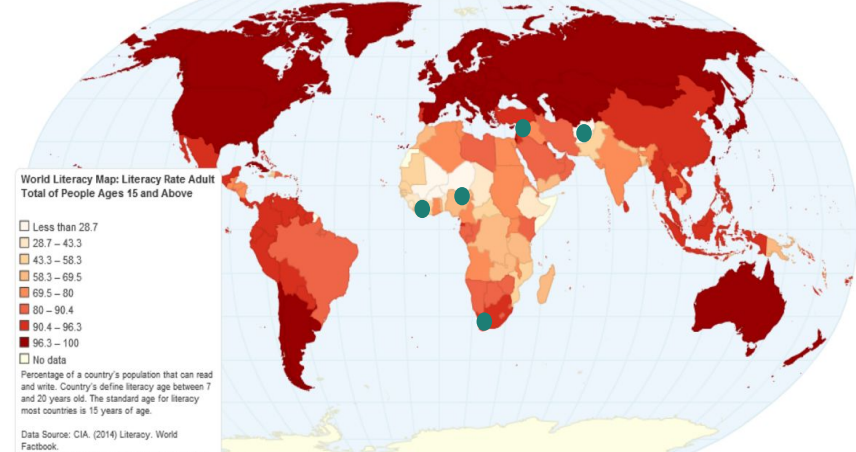 World Literacy Map: Literacy Rate Adult
Total of People Ages 15 and Above
Less than 28.7
28.7 – 43.3
43.3 – 58.3
58.3 – 69.5
69.5 – 80
80 – 90.4
90.4 – 96.3
96.3 – 100
No data
Percentage of a country's population that can read
and write. Country's define literacy age between 7
and 20 years old. The standard age for literacy
most countries is 15 years of age.
Data Source: CIA. (2014) Literacy. World
Factbook.